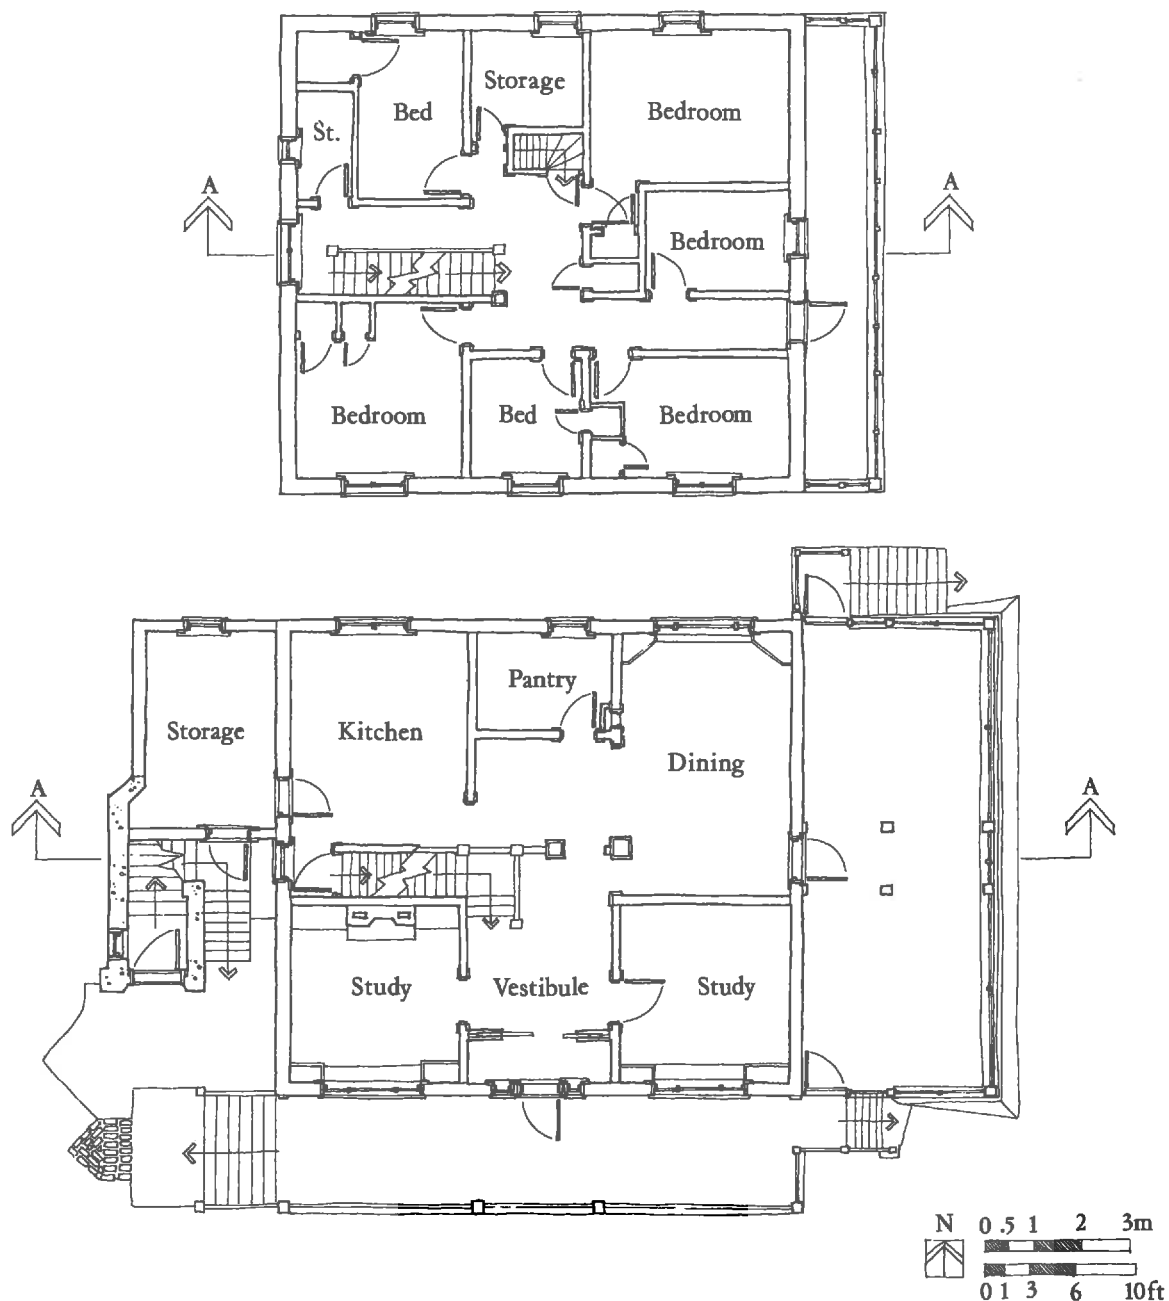 Storage
Bed
Bedroom
St.
A
A
Bedroom
Bedroom
Bed
Bedroom
Pantry
Storage
Kitchen
Dining
A
A
Study
Vestibule
Study
N
0 .5 1 2 3m
0 1 3 6 10ft